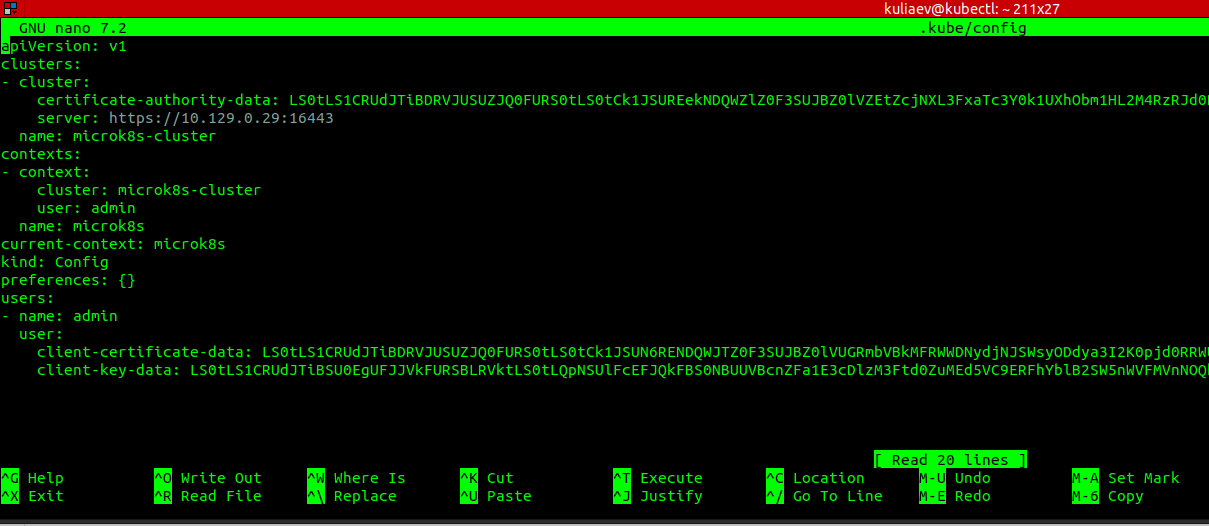 kuliaev@kubectl: ~ 211x27
GNU nano 7.2 .kube/config
apiVersion: v1
clusters:
- cluster:
    certificate-authority-data: LS0tLS1CRUdJTiBDRVJUSUZJQ0FURS0tLS0tCk1JSUREekNDQWZlZ0F3SUJBZ0lVZEtZcjNXL3FxaTc3Y0k1UXhObm1HL2M4RzRJd0
    server: https://10.129.0.29:16443
  name: microk8s-cluster
contexts:
- context:
    cluster: microk8s-cluster
    user: admin
  name: microk8s
current-context: microk8s
kind: Config
preferences: {}
users:
- name: admin
  user:
    client-certificate-data: LS0tLS1CRUdJTiBDRVJUSUZJQ0FURS0tLS0tCk1JSUN6RENDQWJTZ0F3SUJBZ0lVUGRmbVBkMFRWWDNydjNJSWsyODdya3I2K0pjd0RRW
    client-key-data: LS0tLS1CRUdJTiBSU0EgUFJJVkFURSBLRVktLS0tLQpNSUlFcEFJQkFBS0NBUUVBcnZFa1E3cDlzM3Ftd0ZuMEd5VC9ERFhYblB2SW5nWVFMVnNOQ
[ Read 20 lines ]
^G Help ^O Write Out ^W Where Is ^K Cut ^T Execute ^C Location M-U Undo M-A Set Mark
^X Exit ^R Read File ^\ Replace ^U Paste ^J Justify ^/ Go To Line M-E Redo M-6 Copy